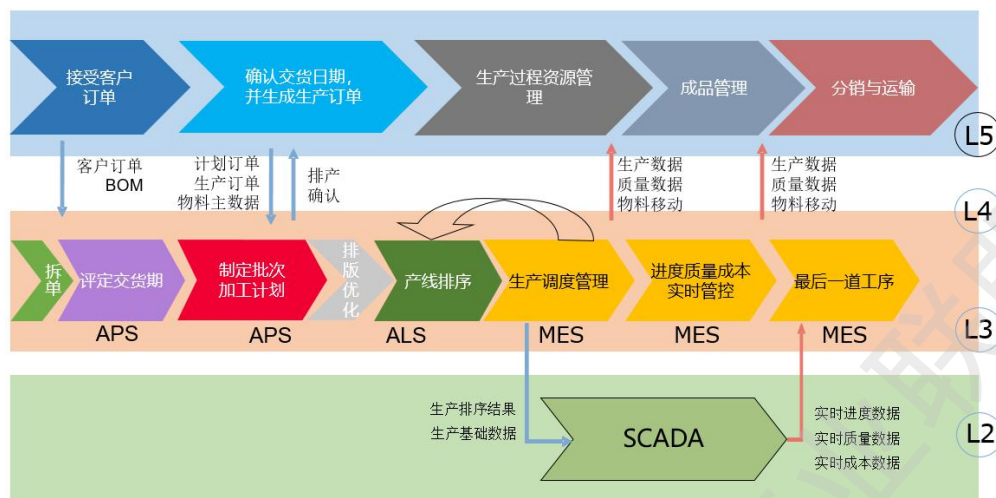 接受客户
订单
确认交货日期，
并生成生产订单
生产过程资源管
理
成品管理
分销与运输
L5
客户订单
BOM
计划订单
生产订单
物料主数据
排产
确认
生产数据
质量数据
物料移动
生产数据
质量数据
物料移动
L4
拆单
评定交货期
制定批次
加工计划
排版优化
产线排序
生产调度管理
进度质量成本
实时管控
最后一道工序
APS
APS
ALS
MES
MES
MES
L3
生产排序结果
生产基础数据
SCADA
实时进度数据
实时质量数据
实时成本数据
L2